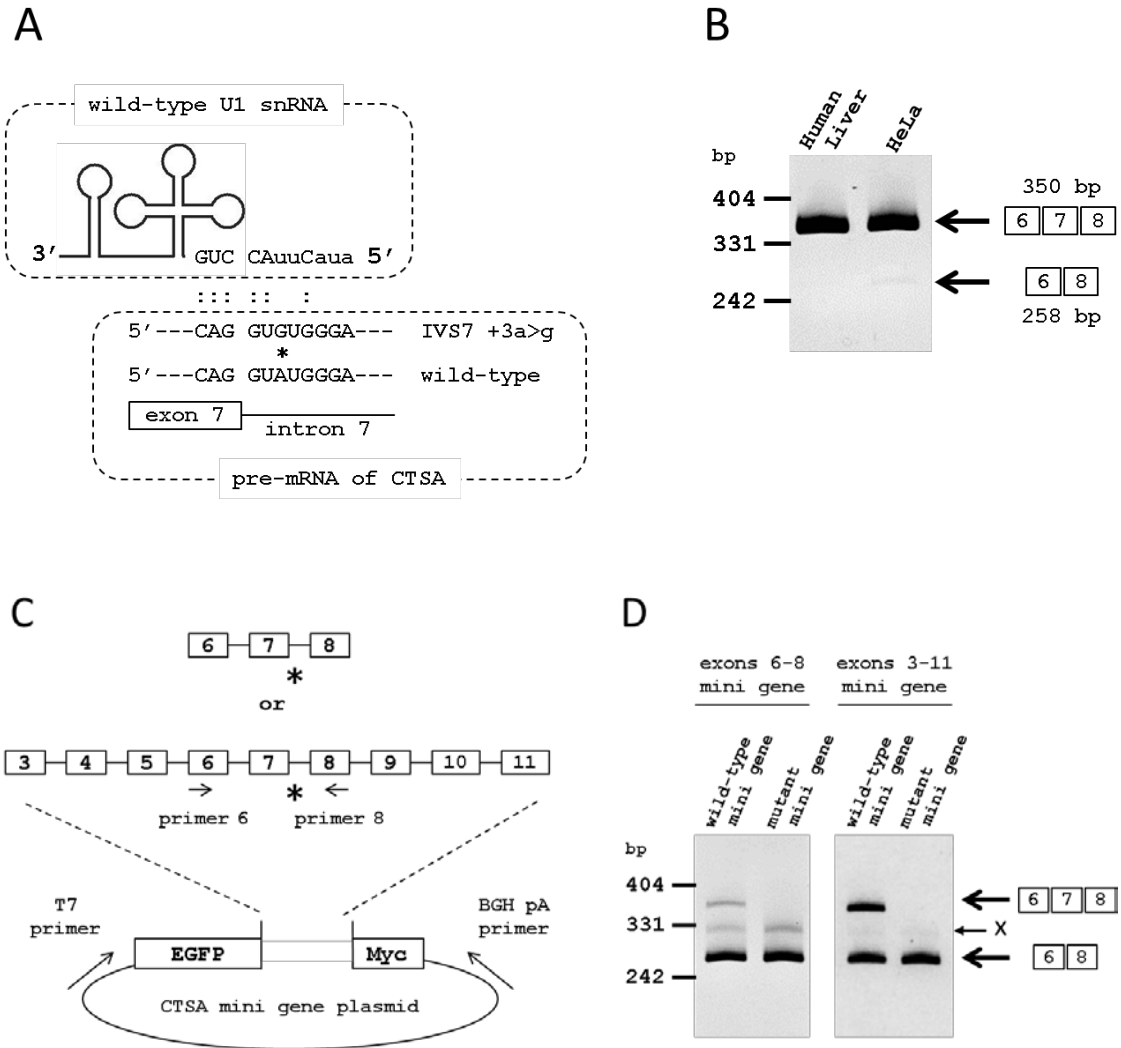 A
wild-type U1 snRNA
3′ GUC CAuuCaua 5′
::: :: :
5′---CAG GUGUGGGA--- IVS7 +3a>g
*
5′---CAG GUAUGGGA--- wild-type
exon 7
intron 7
pre-mRNA of CTSA
B
Human Liver
HeLa
bp
404
331
242
350 bp
6 7 8
6 8
258 bp
C
6 7 8
*
or
3 4 5 6 7 8 9 10 11
*
primer 6 primer 8
T7 primer
BGH pA primer
EGFP
Myc
CTSA mini gene plasmid
D
exons 6-8 mini gene
exons 3-11 mini gene
wild-type mini gene
mutant mini gene
wild-type mini gene
mutant mini gene
bp
404
331
242
6 7 8
X
6 8